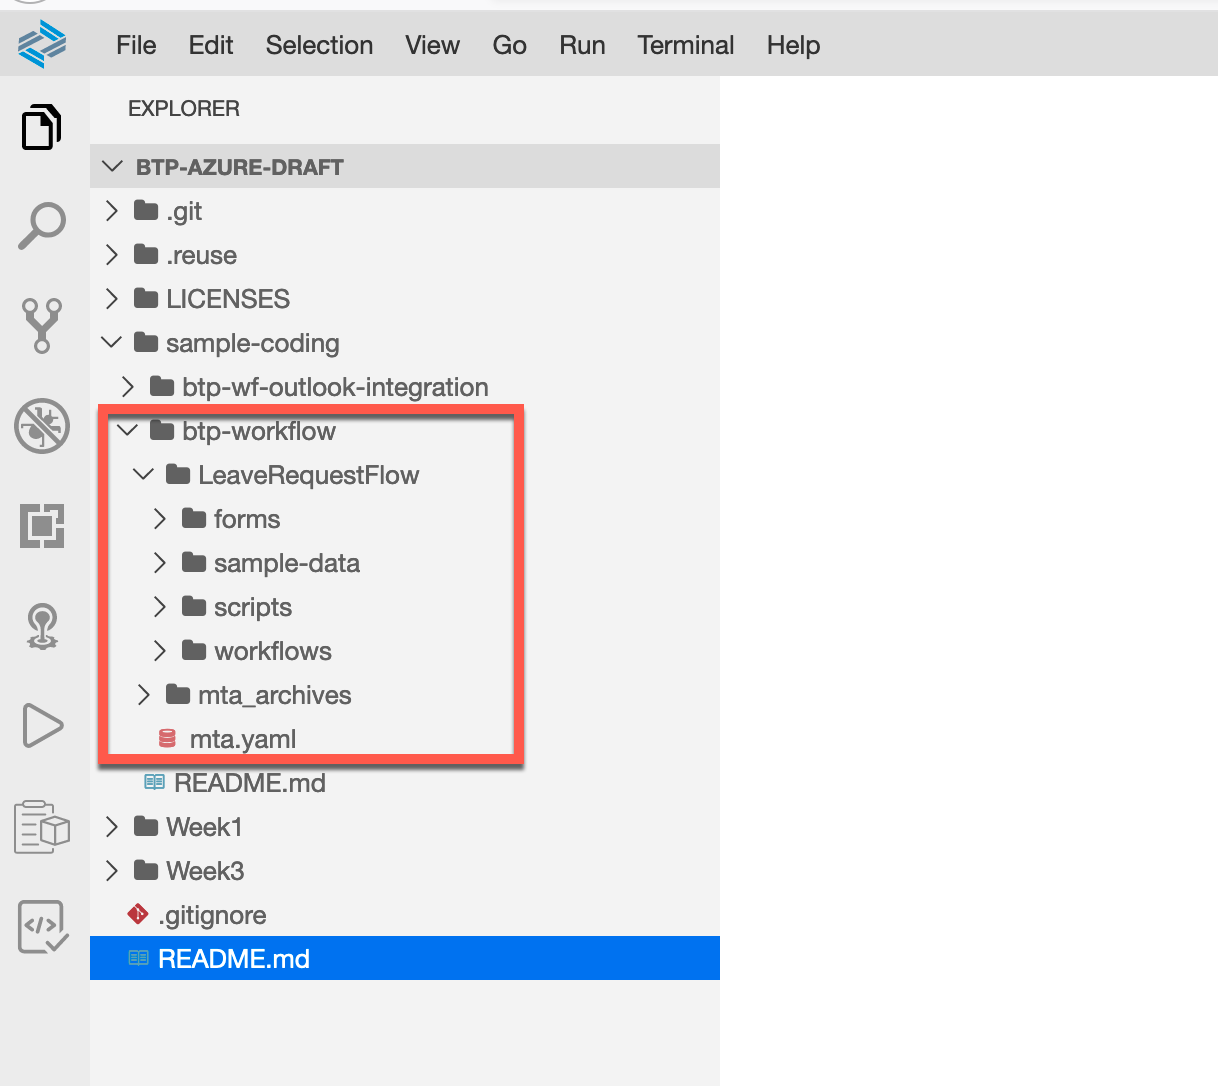 File Edit Selection View Go Run Terminal Help
EXPLORER
BTP-AZURE-DRAFT
.git
.reuse
LICENSES
sample-coding
btp-wf-outlook-integration
btp-workflow
LeaveRequestFlow
forms
sample-data
scripts
workflows
mta_archives
mta.yaml
README.md
Week1
Week3
.gitignore
README.md